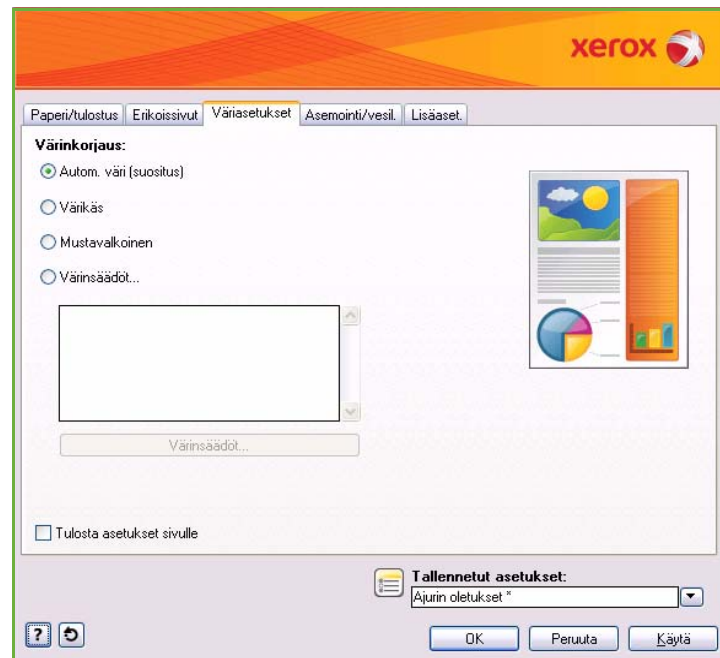 xerox
Paperi/tulostus Erikoissivut Väriasetukset Asemointi/vesil. Lisäaset.
Värinkorjaus:
Autom. väri (suositus)
Värikäs
Mustavalkoinen
Värinsäädöt...
Värinsäädöt...
Tulosta asetukset sivulle
Tallennetut asetukset:
Ajurin oletukset *
? OK Peruuta Käytä